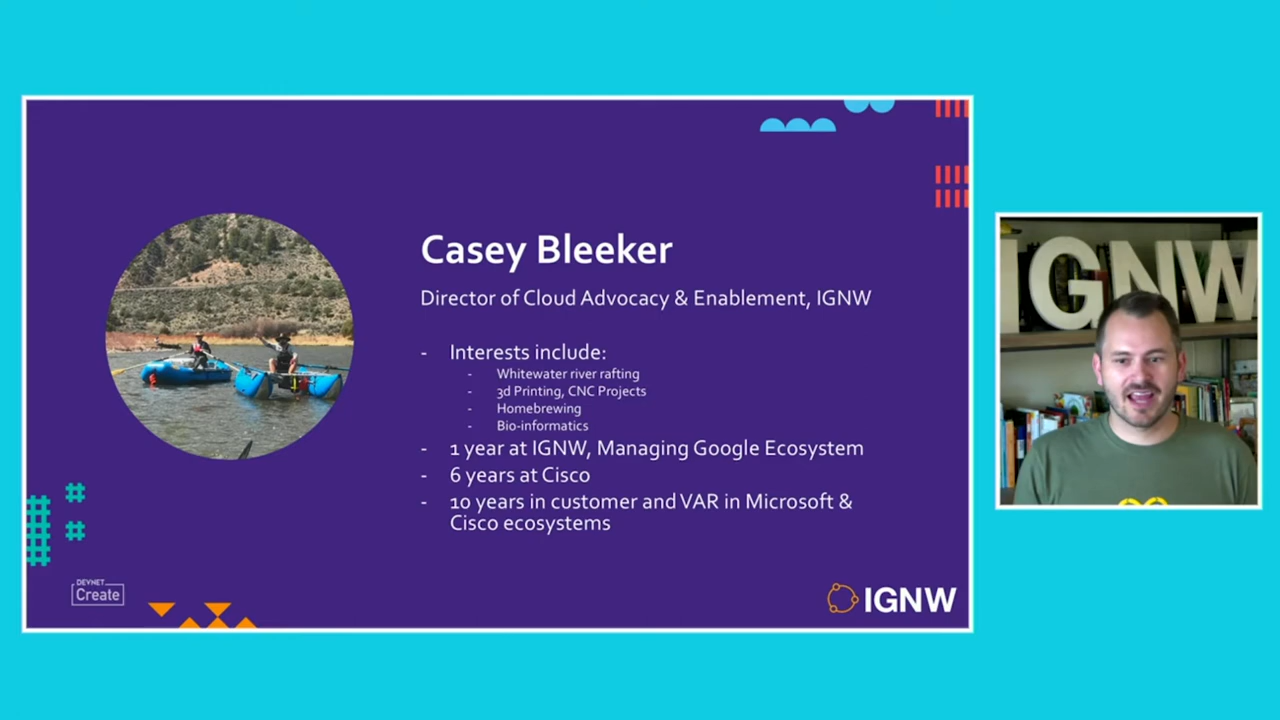 Casey Bleeker
Director of Cloud Advocacy & Enablement, IGNW
- Interests include:
- Whitewater river rafting
- 3d Printing, CNC Projects
- Homebrewing
- Bio-informatics
- 1 year at IGNW, Managing Google Ecosystem
- 6 years at Cisco
- 10 years in customer and VAR in Microsoft &
Cisco ecosystems
DEVNET
Create
IGNW
IGNW